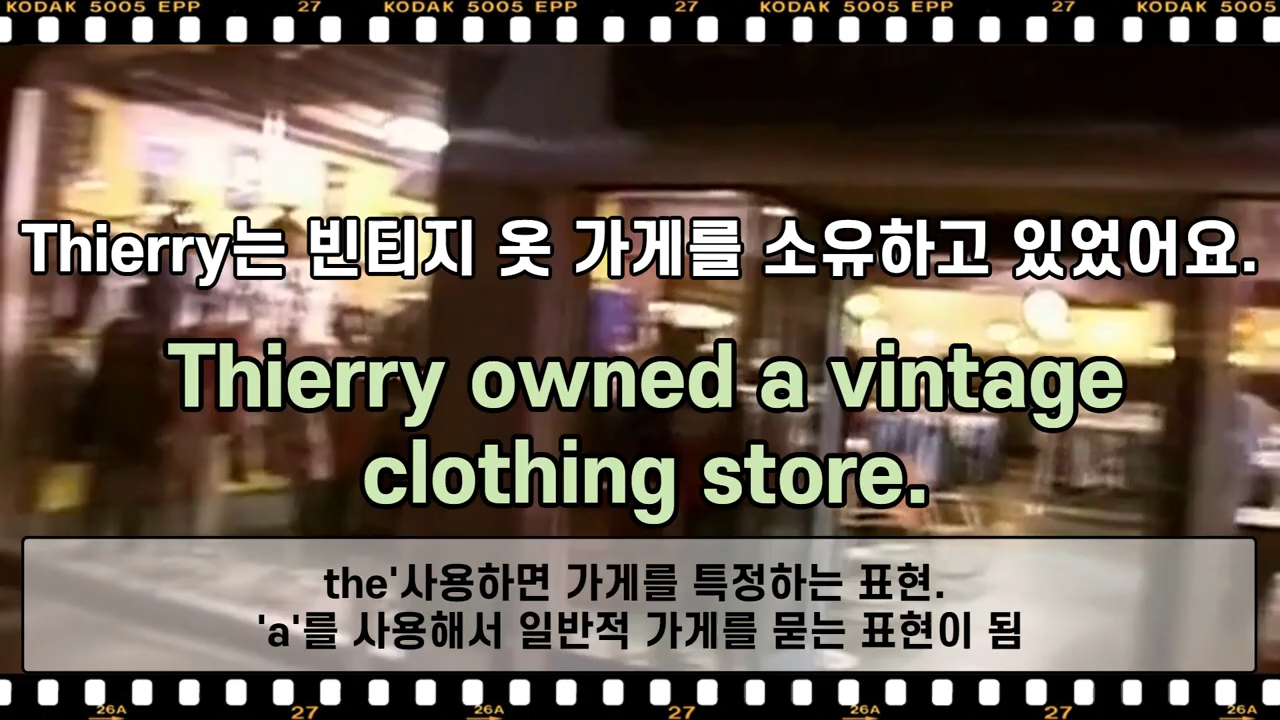 KODAK 5005 EPP 27 KODAK 5005 EPP 27 KODAK 5005 EPP 27 KODAK 5005
Thierry는 빈티지 옷 가게를 소유하고 있었어요.
Thierry owned a vintage
clothing store.
the'사용하면 가게를 특정하는 표현.
'a'를 사용해서 일반적 가게를 묻는 표현이 됨
26A 27 26A 27 26A 27 26A